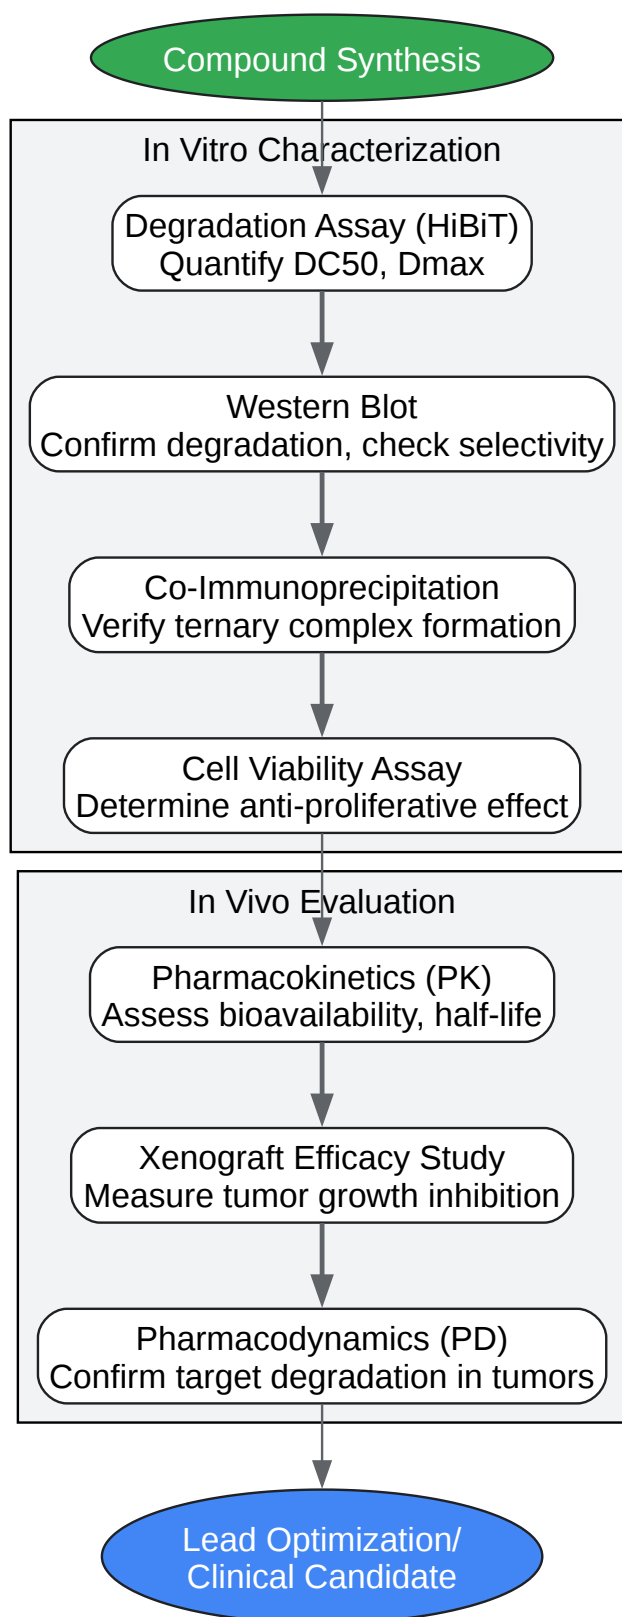 Compound Synthesis
In Vitro Characterization
Degradation Assay (HiBiT)
Quantify DC50, Dmax
Western Blot
Confirm degradation, check selectivity
Co-Immunoprecipitation
Verify ternary complex formation
Cell Viability Assay
Determine anti-proliferative effect
In Vivo Evaluation
Pharmacokinetics (PK)
Assess bioavailability, half-life
Xenograft Efficacy Study
Measure tumor growth inhibition
Pharmacodynamics (PD)
Confirm target degradation in tumors
Lead Optimization/
Clinical Candidate